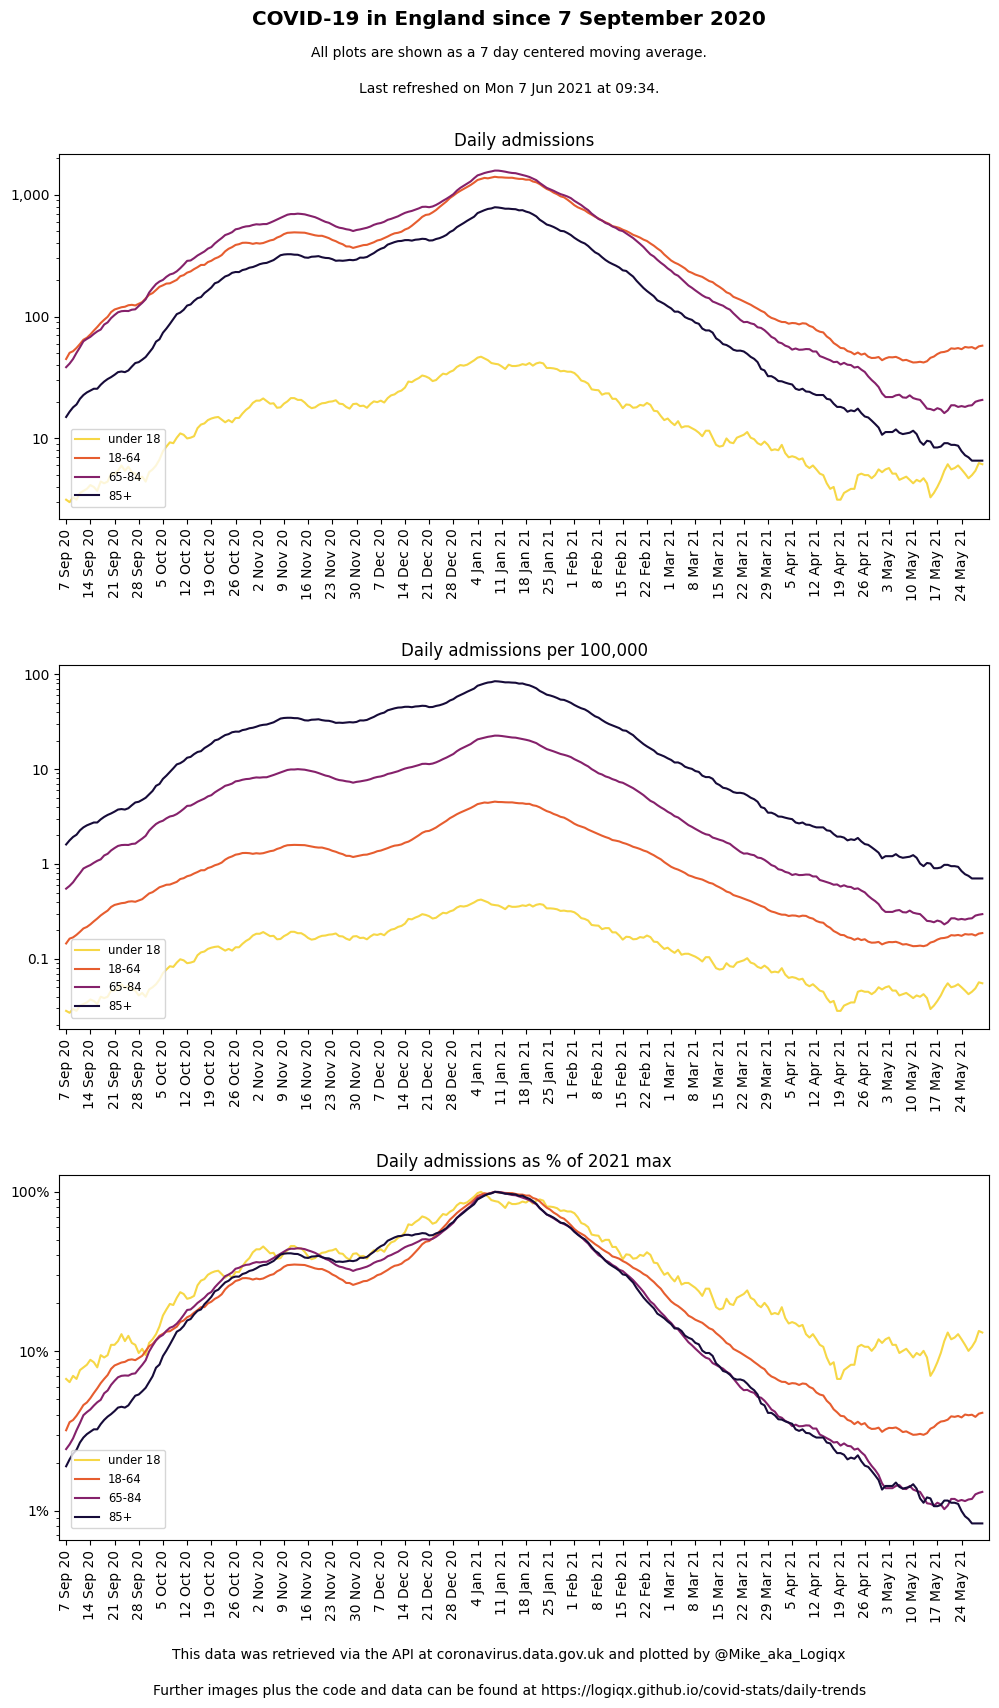 COVID-19 in England since 7 September 2020
All plots are shown as a 7 day centered moving average.
Last refreshed on Mon 7 Jun 2021 at 09:34.
Daily admissions
1,000
100
10
under 18
18-64
65-84
85+
7 Sep 20
14 Sep 20
21 Sep 20
28 Sep 20
5 Oct 20
12 Oct 20
19 Oct 20
26 Oct 20
2 Nov 20
9 Nov 20
16 Nov 20
23 Nov 20
30 Nov 20
7 Dec 20
14 Dec 20
21 Dec 20
28 Dec 20
4 Jan 21
11 Jan 21
18 Jan 21
25 Jan 21
1 Feb 21
8 Feb 21
15 Feb 21
22 Feb 21
1 Mar 21
8 Mar 21
15 Mar 21
22 Mar 21
29 Mar 21
5 Apr 21
12 Apr 21
19 Apr 21
26 Apr 21
3 May 21
10 May 21
17 May 21
24 May 21
Daily admissions per 100,000
100
10
1
0.1
under 18
18-64
65-84
85+
7 Sep 20
14 Sep 20
21 Sep 20
28 Sep 20
5 Oct 20
12 Oct 20
19 Oct 20
26 Oct 20
2 Nov 20
9 Nov 20
16 Nov 20
23 Nov 20
30 Nov 20
7 Dec 20
14 Dec 20
21 Dec 20
28 Dec 20
4 Jan 21
11 Jan 21
18 Jan 21
25 Jan 21
1 Feb 21
8 Feb 21
15 Feb 21
22 Feb 21
1 Mar 21
8 Mar 21
15 Mar 21
22 Mar 21
29 Mar 21
5 Apr 21
12 Apr 21
19 Apr 21
26 Apr 21
3 May 21
10 May 21
17 May 21
24 May 21
Daily admissions as % of 2021 max
100%
10%
1%
under 18
18-64
65-84
85+
7 Sep 20
14 Sep 20
21 Sep 20
28 Sep 20
5 Oct 20
12 Oct 20
19 Oct 20
26 Oct 20
2 Nov 20
9 Nov 20
16 Nov 20
23 Nov 20
30 Nov 20
7 Dec 20
14 Dec 20
21 Dec 20
28 Dec 20
4 Jan 21
11 Jan 21
18 Jan 21
25 Jan 21
1 Feb 21
8 Feb 21
15 Feb 21
22 Feb 21
1 Mar 21
8 Mar 21
15 Mar 21
22 Mar 21
29 Mar 21
5 Apr 21
12 Apr 21
19 Apr 21
26 Apr 21
3 May 21
10 May 21
17 May 21
24 May 21
This data was retrieved via the API at coronavirus.data.gov.uk and plotted by @Mike_aka_Logiqx
Further images plus the code and data can be found at https://logiqx.github.io/covid-stats/daily-trends